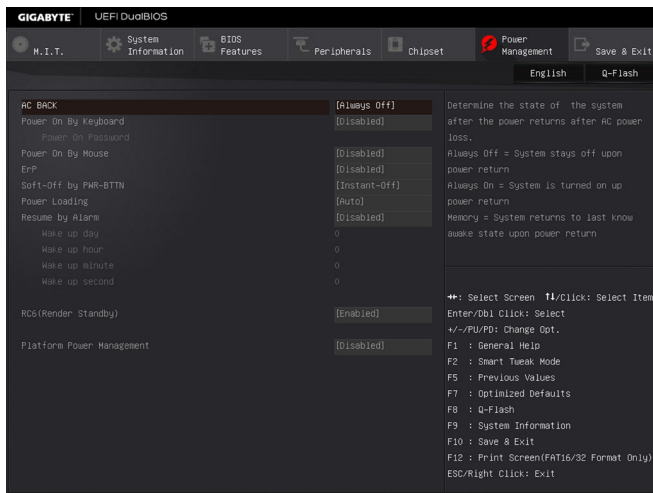 GIGABYTE™ UEFI DualBIOS
M.I.T.
System Information
BIOS Features
Peripherals
Chipset
Power Management
Save & Exit
English
Q-Flash
AC BACK [Always Off]
Power On By Keyboard [Disabled]
Power On Password
Power On By Mouse [Disabled]
ErP [Disabled]
Soft-Off by PWR-BTTN [Instant-Off]
Power Loading [Auto]
Resume by Alarm [Disabled]
Wake up day 0
Wake up hour 0
Wake up minute 0
Wake up second 0
RC6(Render Standby) [Enabled]
Platform Power Management [Disabled]
Determine the state of the system
after the power returns after AC power
loss.
Always Off = System stays off upon
power return
Always On = System is turned on up
power return
Memory = System returns to last know
awake state upon power return
→←: Select Screen ↑↓/Click: Select Item
Enter/Dbl Click: Select
+/-/PU/PD: Change Opt.
F1 : General Help
F2 : Smart Tweak Mode
F5 : Previous Values
F7 : Optimized Defaults
F8 : Q-Flash
F9 : System Information
F10 : Save & Exit
F12 : Print Screen(FAT16/32 Format Only)
ESC/Right Click: Exit